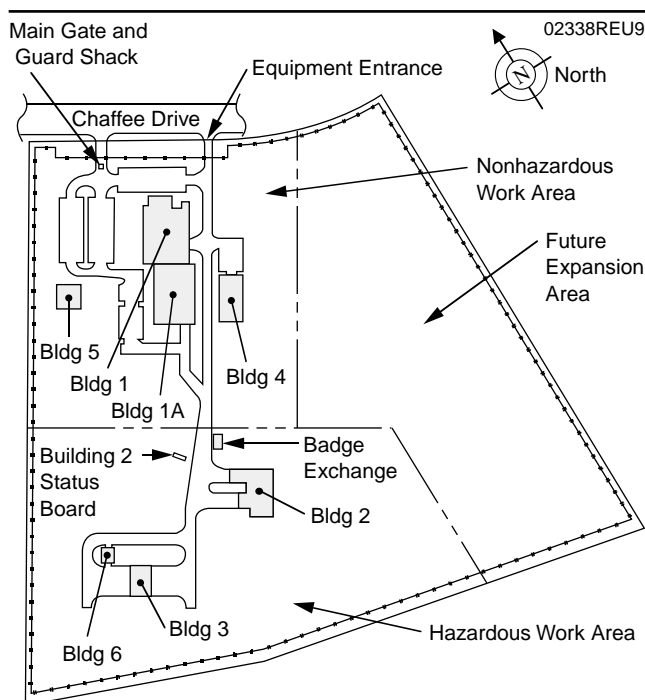 02338REU9
Main Gate and
Guard Shack
Equipment Entrance
N
North
Chaffee Drive
Nonhazardous
Work Area
Future
Expansion
Area
Bldg 5
Bldg 1
Bldg 4
Bldg 1A
Building 2
Status
Board
Badge
Exchange
Bldg 2
Bldg 3
Bldg 6
Hazardous Work Area